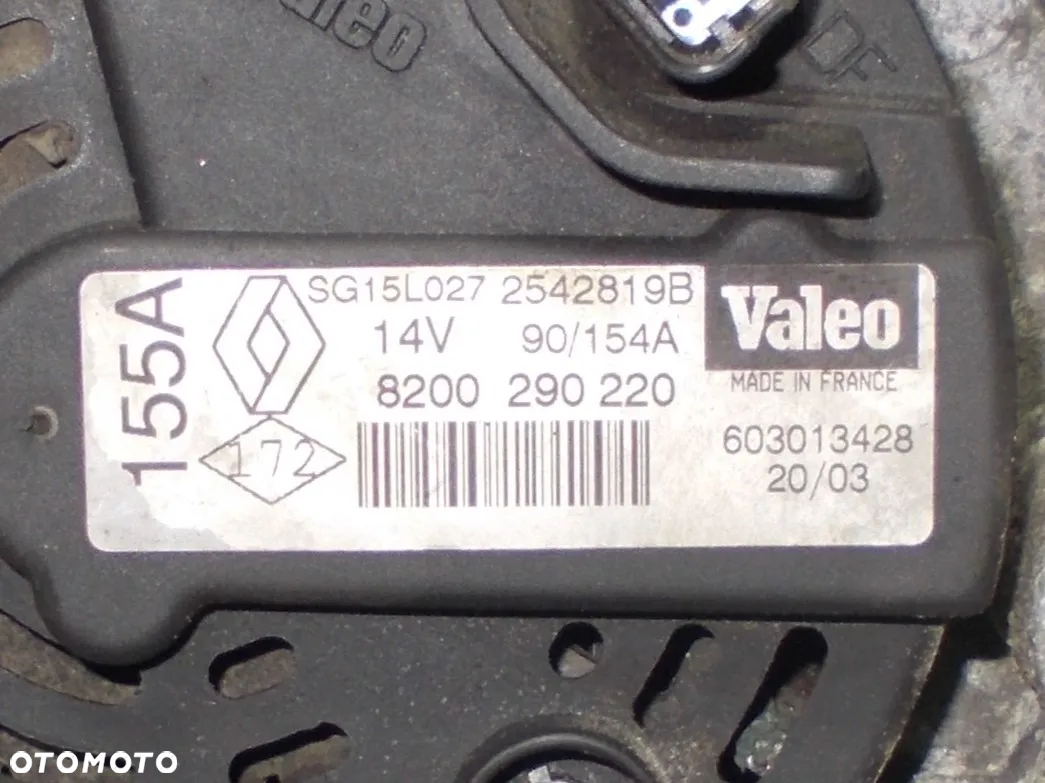 Valeo
DF
155A
SG15L027 2542819B
14V 90/154A
8200 290 220
172
Valeo
MADE IN FRANCE
603013428
20/03
OTOMOTO